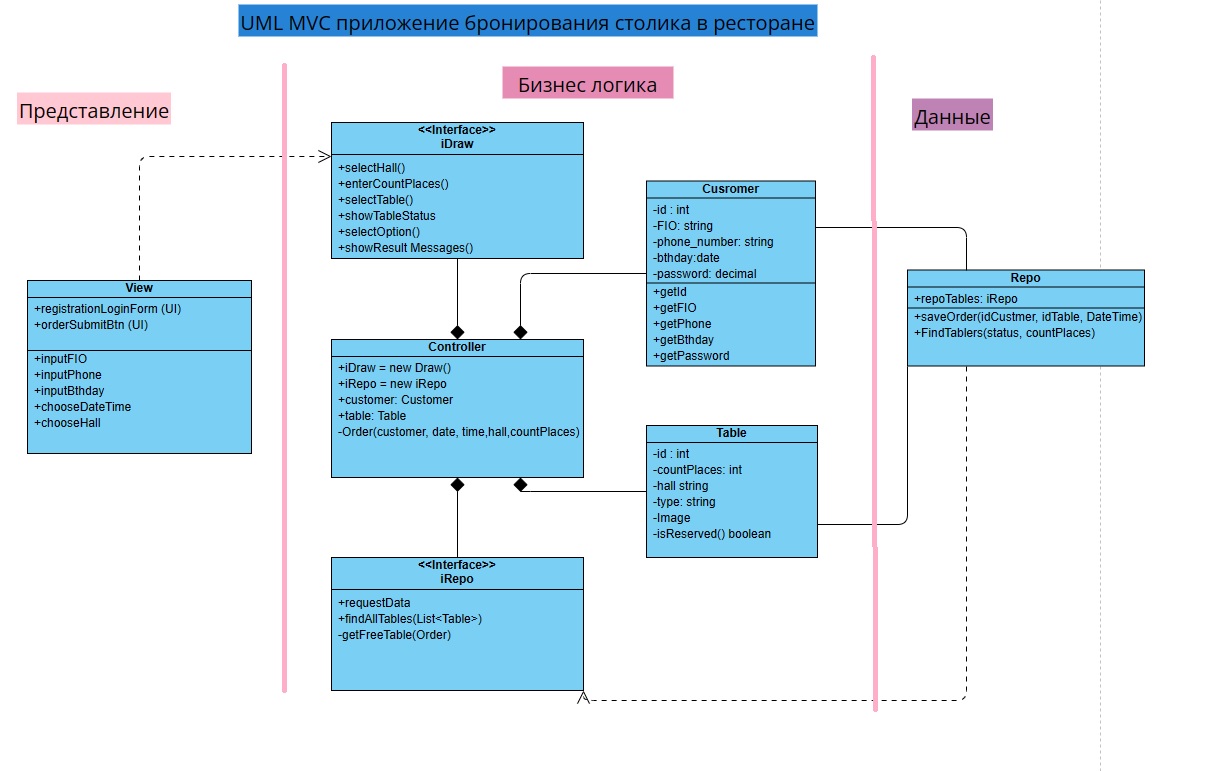 UML MVC приложение бронирования столика в ресторане
Представление
Бизнес логика
Данные
<<Interface>>
iDraw
+selectHall()
+enterCountPlaces()
+selectTable()
+showTableStatus
+selectOption()
+showResult Messages()
View
+registrationLoginForm (UI)
+orderSubmitBtn (UI)
+inputFIO
+inputPhone
+inputBthday
+chooseDateTime
+chooseHall
Controller
+iDraw = new Draw()
+iRepo = new iRepo
+customer: Customer
+table: Table
-Order(customer, date, time,hall,countPlaces)
<<Interface>>
iRepo
+requestData
+findAllTables(List<Table>)
-getFreeTable(Order)
Cusromer
-id : int
-FIO: string
-phone_number: string
-bthday:date
-password: decimal
+getId
+getFIO
+getPhone
+getBthday
+getPassword
Table
-id : int
-countPlaces: int
-hall string
-type: string
-Image
-isReserved() boolean
Repo
+repoTables: iRepo
+saveOrder(idCustmer, idTable, DateTime)
+FindTablers(status, countPlaces)